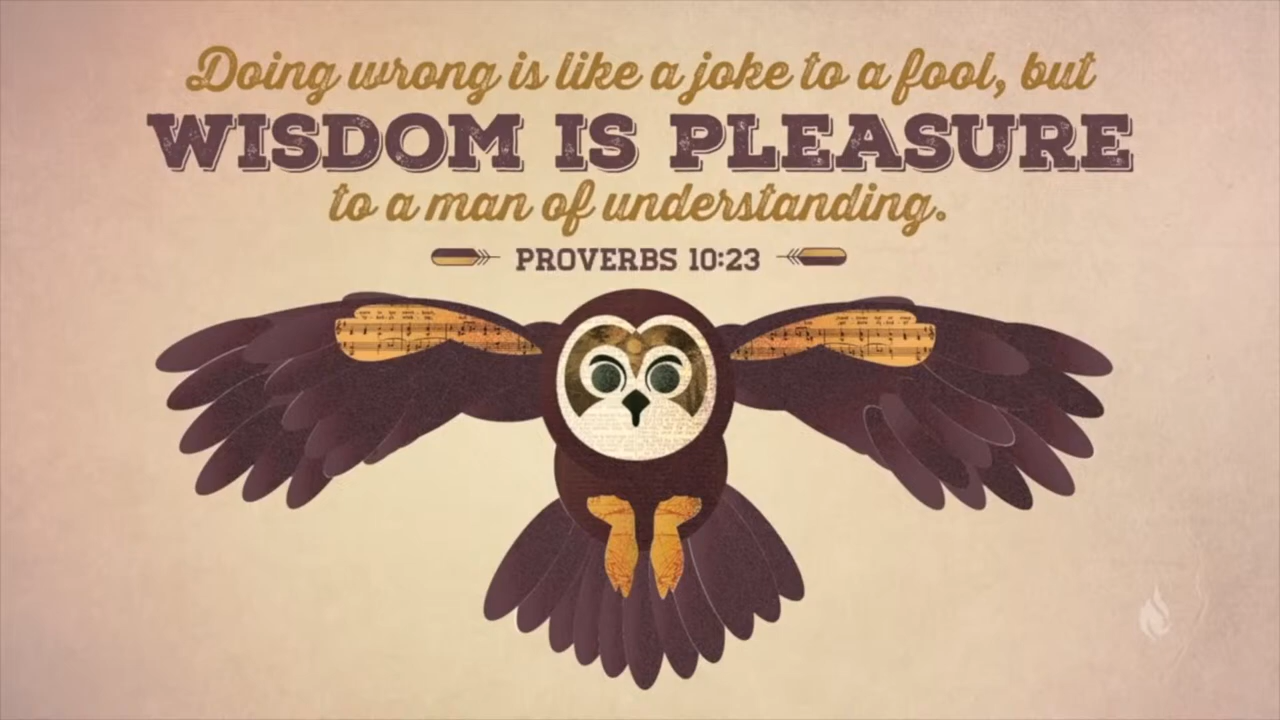 Doing wrong is like a joke to a fool, but
WISDOM IS PLEASURE
to a man of understanding.
PROVERBS 10:23